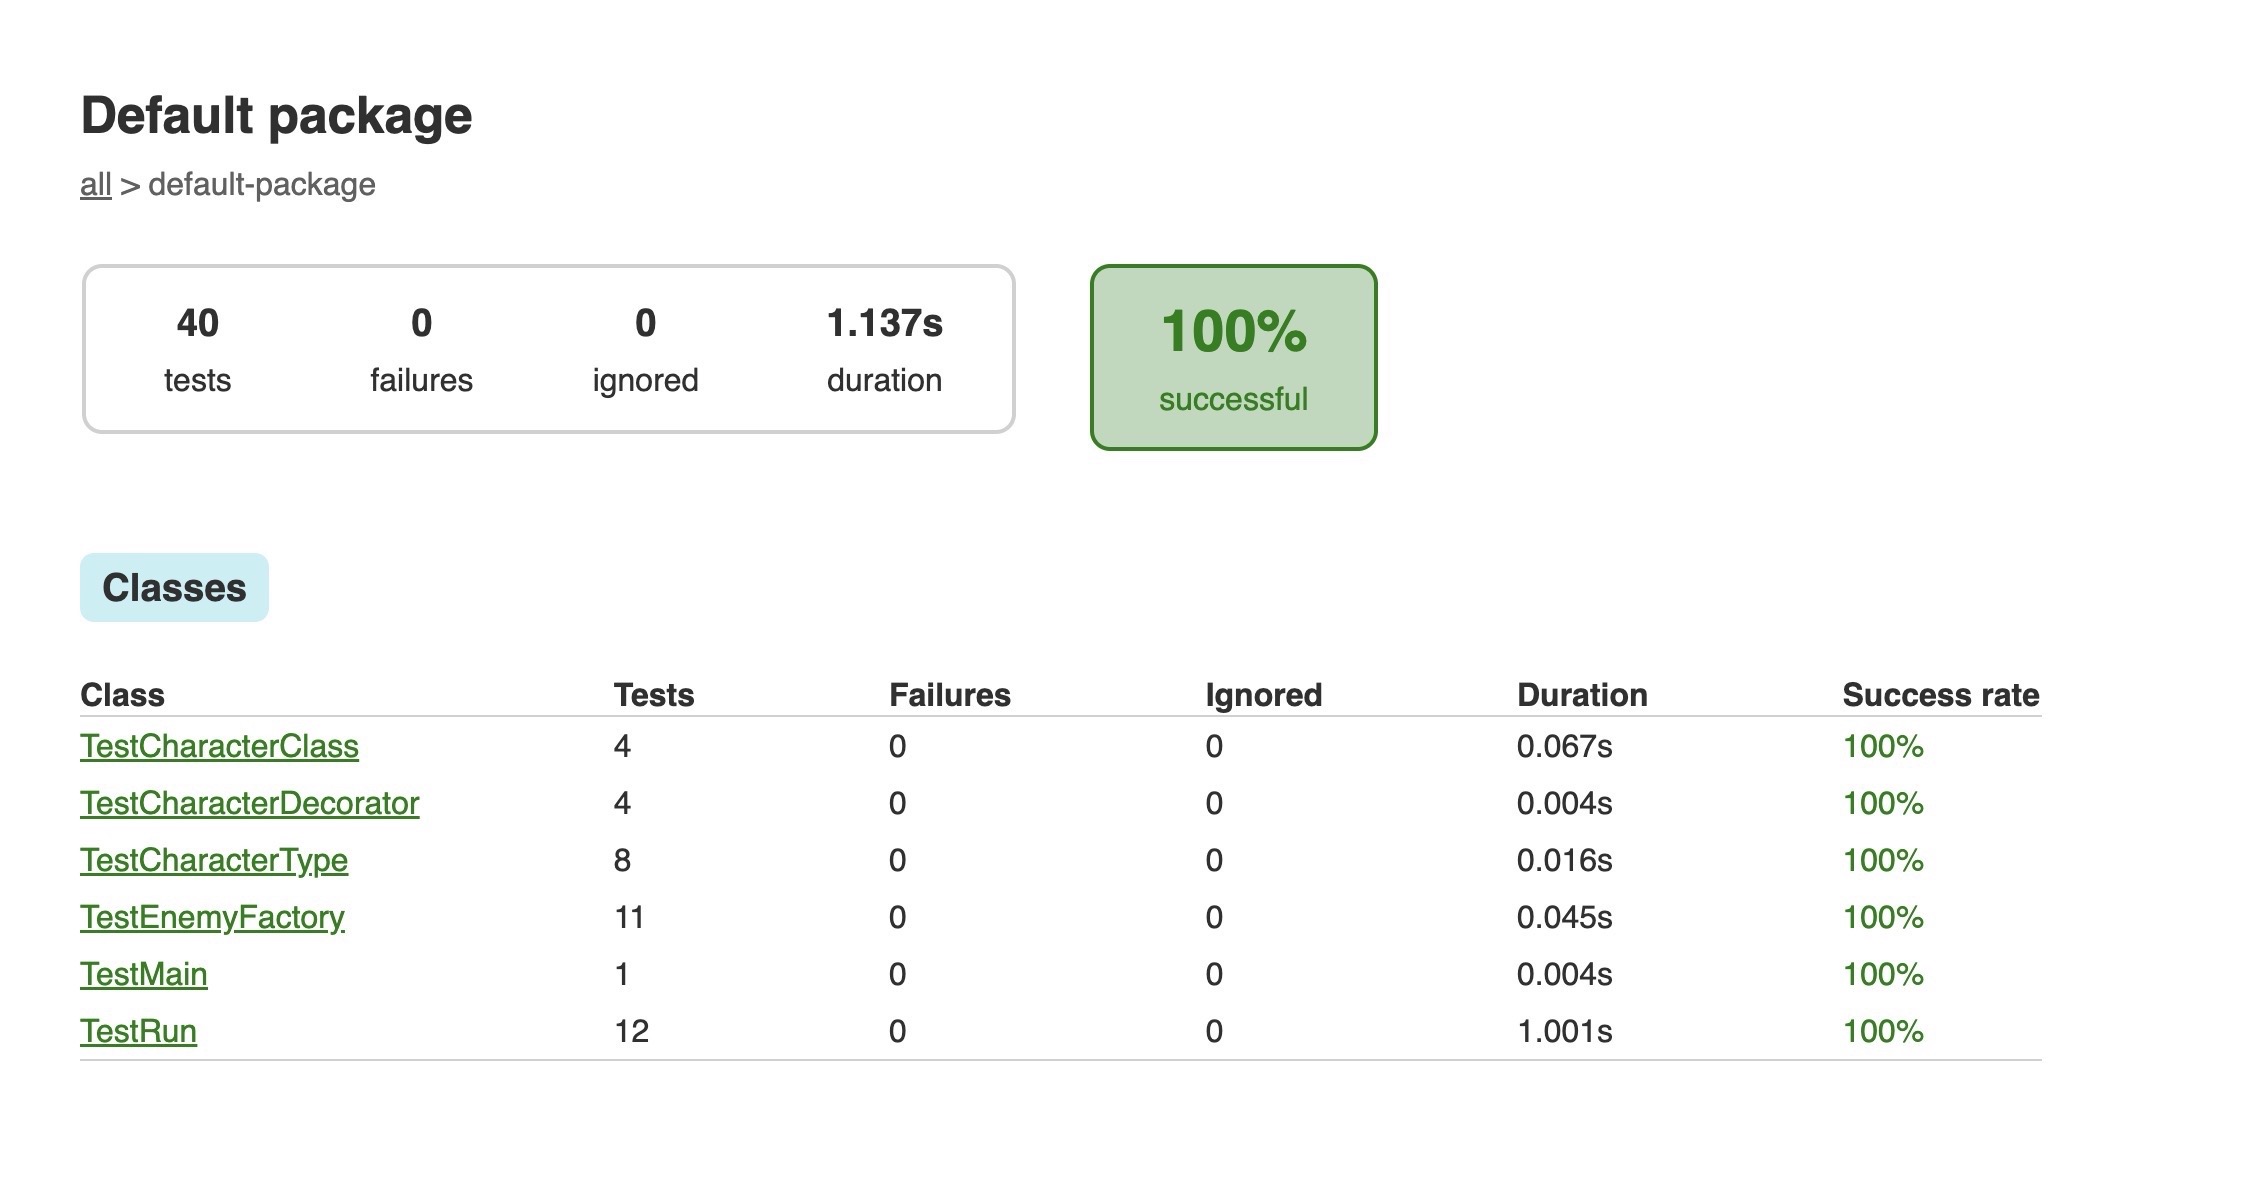 Default package
all > default-package
40 0 0 1.137s
tests failures ignored duration
100%
successful
Classes
Class Tests Failures Ignored Duration Success rate
TestCharacterClass 4 0 0 0.067s 100%
TestCharacterDecorator 4 0 0 0.004s 100%
TestCharacterType 8 0 0 0.016s 100%
TestEnemyFactory 11 0 0 0.045s 100%
TestMain 1 0 0 0.004s 100%
TestRun 12 0 0 1.001s 100%